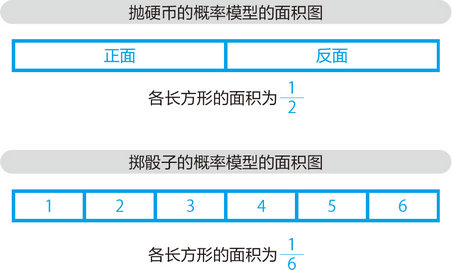 抛硬币的概率模型的面积图
正面 反面
各长方形的面积为 1/2
掷骰子的概率模型的面积图
1 2 3 4 5 6
各长方形的面积为 1/6